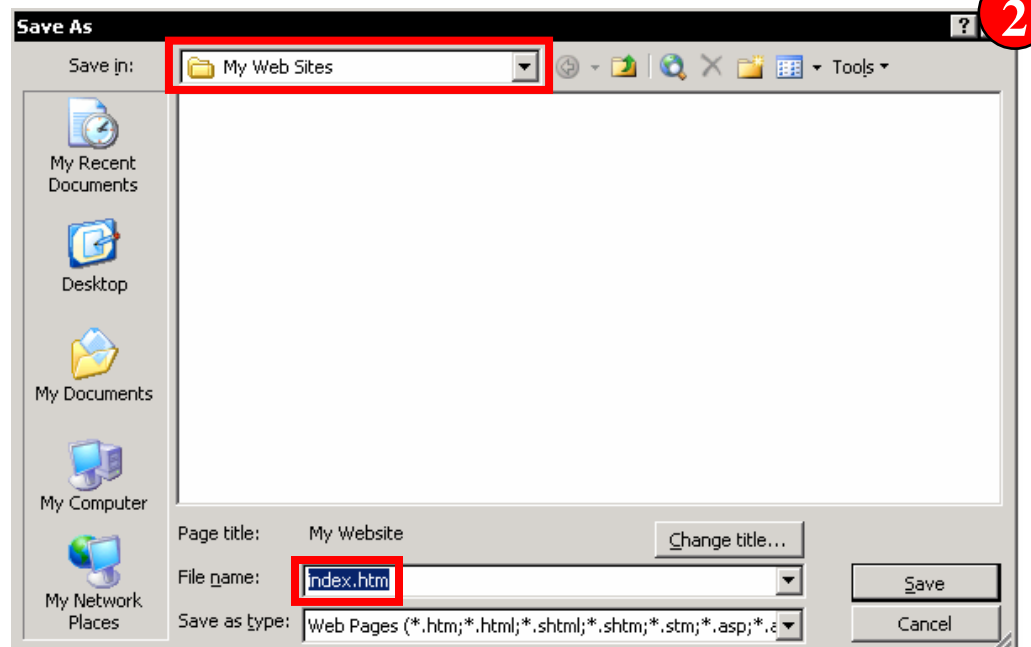 Save As
?
2
Save in:
My Web Sites
Tools
My Recent
Documents
Desktop
My Documents
My Computer
My Network
Places
Page title:
My Website
Change title...
File name:
index.htm
Save
Save as type:
Web Pages (*.htm;*.html;*.shtml;*.shtm;*.stm;*.asp;*.a
Cancel